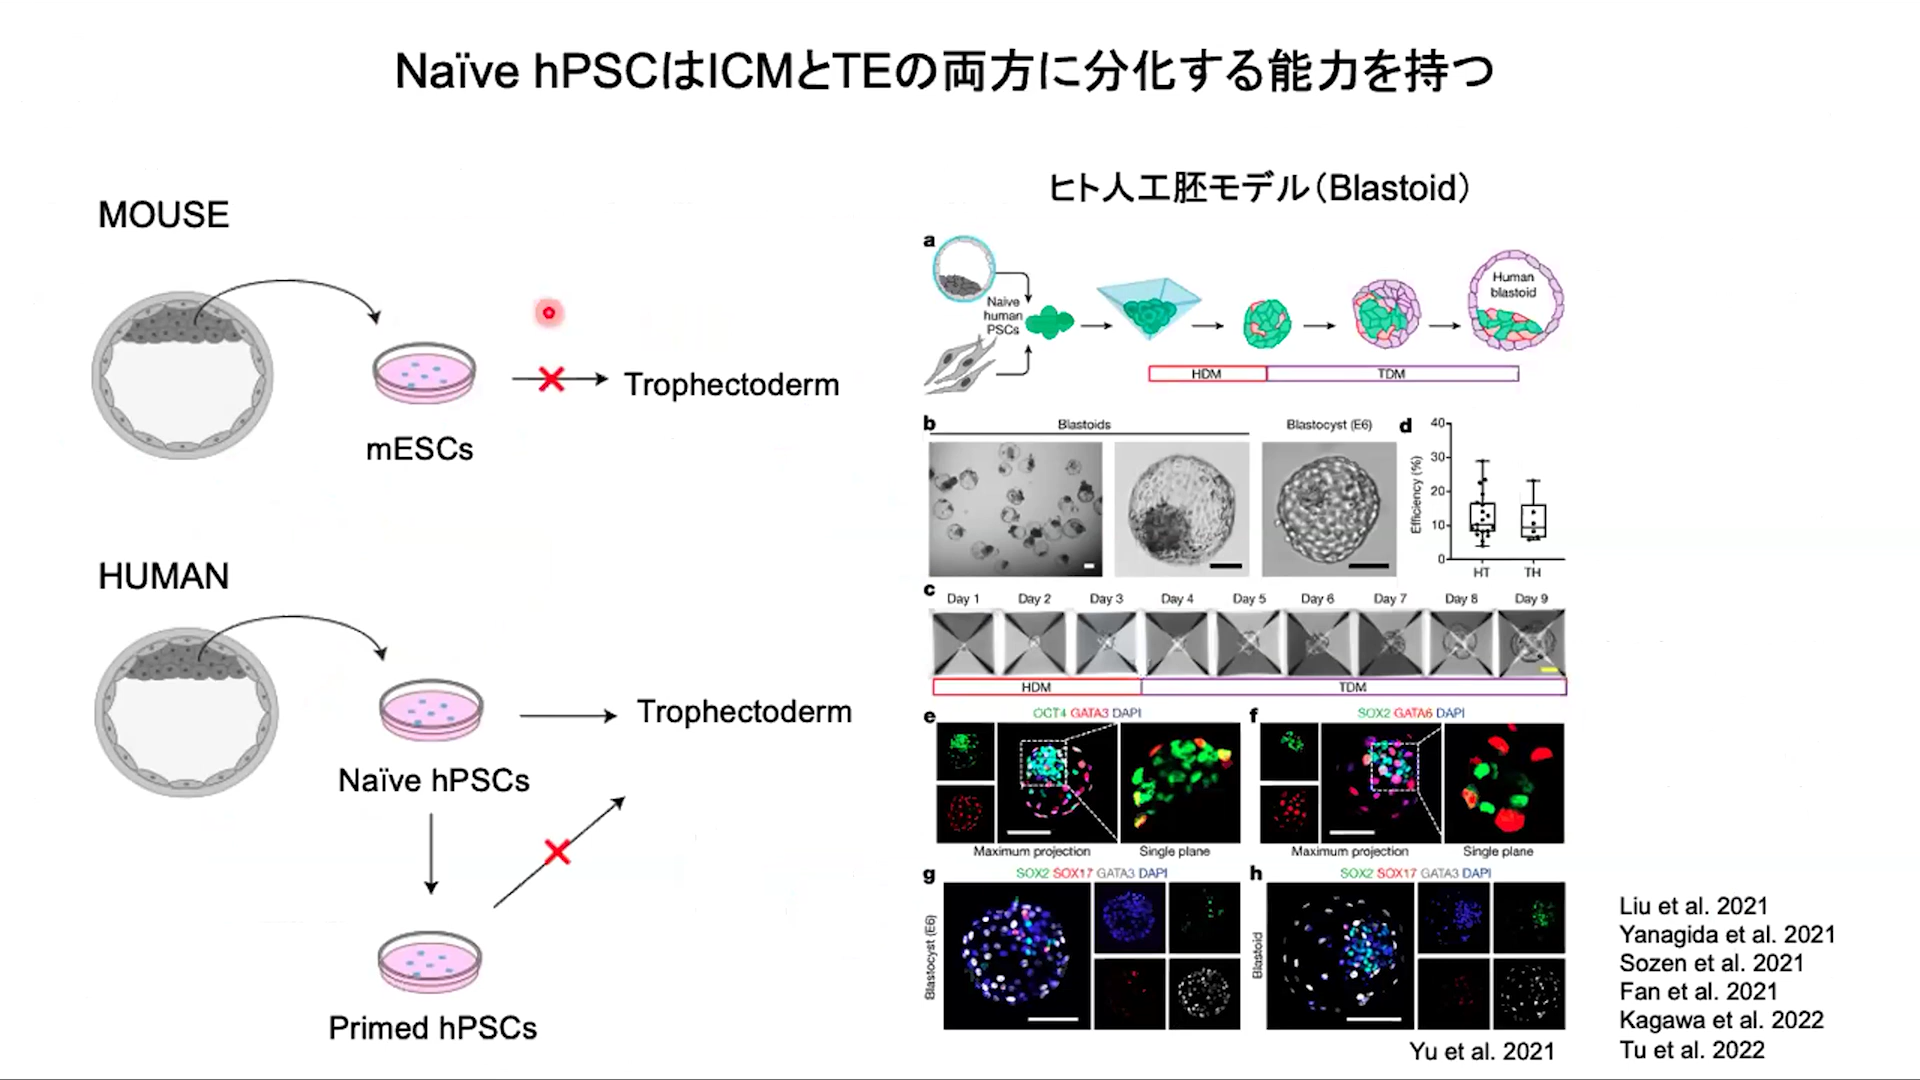 Naïve hPSCはICMとTEの両方に分化する能力を持つ
MOUSE
mESCs
Trophectoderm
HUMAN
Naïve hPSCs
Trophectoderm
Primed hPSCs
ヒト人工胚モデル（Blastoid）
a
Naive
human
PSCs
Human
blastoid
HDM
TDM
b
Blastoids
Blastocyst (E6)
d
Efficiency (%)
40
30
20
10
0
HT
TH
c
Day 1 Day 2 Day 3 Day 4 Day 5 Day 6 Day 7 Day 8 Day 9
HDM
TDM
e
OCT4 GATA3 DAPI
Maximum projection
Single plane
f
SOX2 GATA6 DAPI
Maximum projection
Single plane
g
SOX2 SOX17 GATA3 DAPI
Blastocyst (E6)
h
SOX2 SOX17 GATA3 DAPI
Blastoid
Yu et al. 2021
Liu et al. 2021
Yanagida et al. 2021
Sozen et al. 2021
Fan et al. 2021
Kagawa et al. 2022
Tu et al. 2022